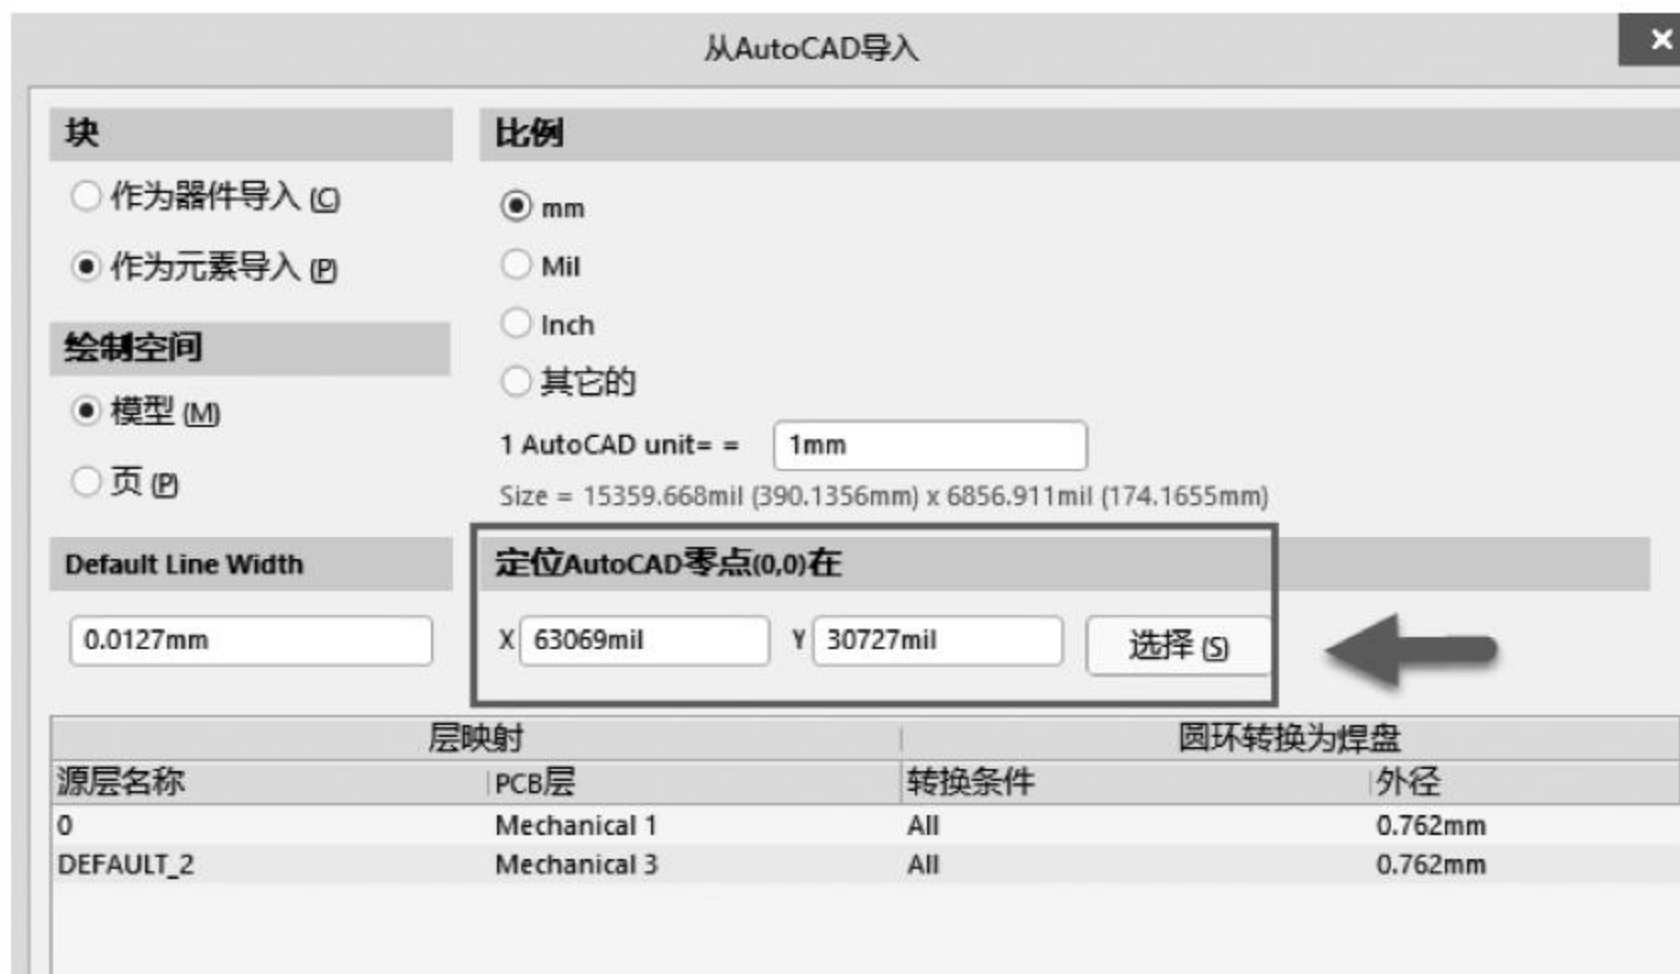 从AutoCAD导入
块
作为器件导入 (C)
作为元素导入 (P)
绘制空间
模型 (M)
页 (P)
Default Line Width
0.0127mm
比例
mm
Mil
Inch
其它的
1 AutoCAD unit= = 1mm
Size = 15359.668mil (390.1356mm) x 6856.911mil (174.1655mm)
定位AutoCAD零点(0,0)在
X 63069mil Y 30727mil 选择 (S)
层映射 圆环转换为焊盘
源层名称 PCB层 转换条件 外径
0 Mechanical 1 All 0.762mm
DEFAULT_2 Mechanical 3 All 0.762mm